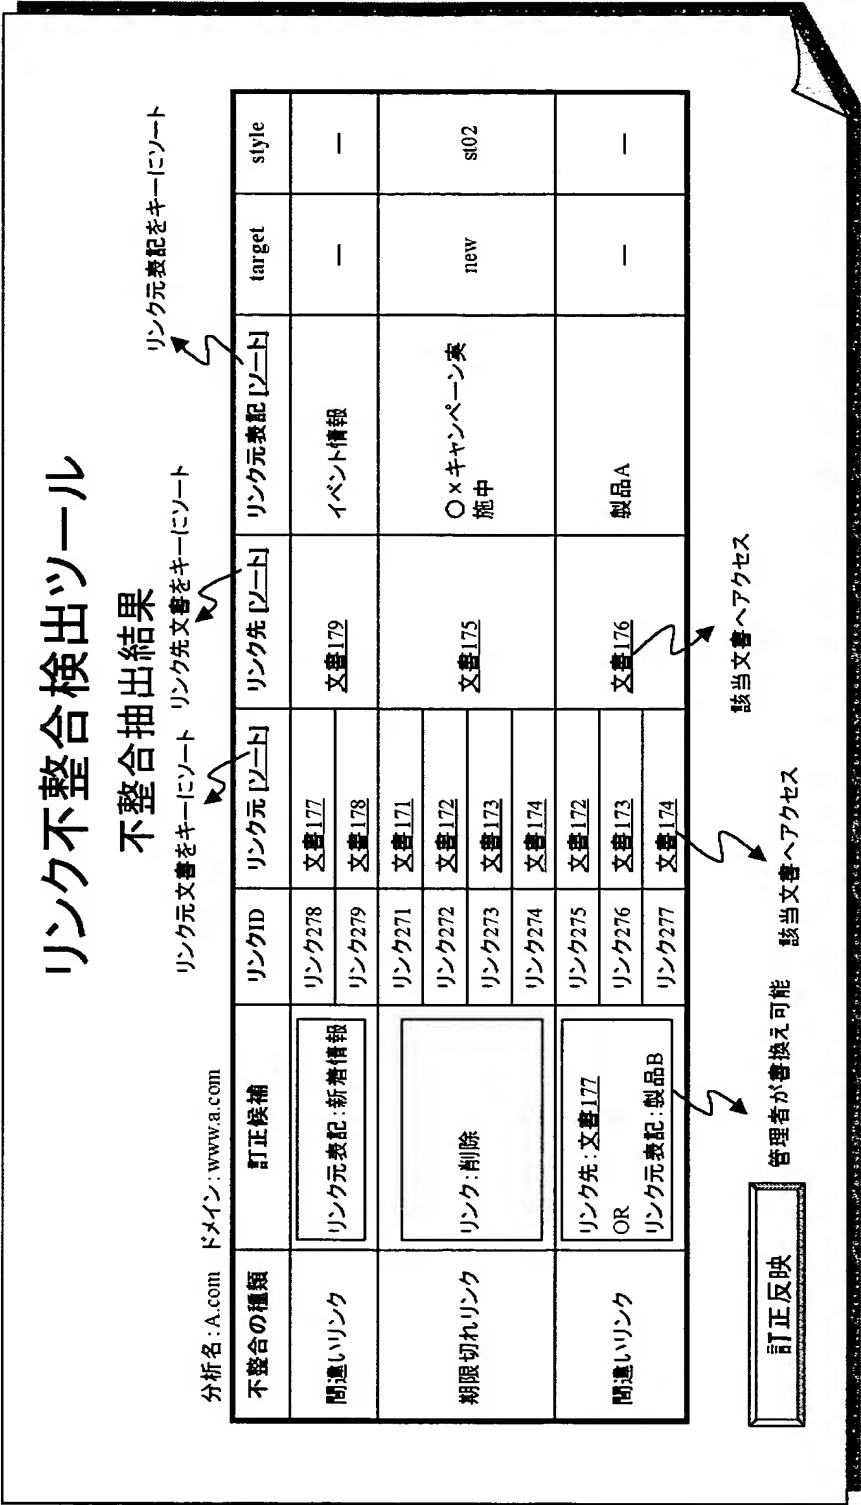 リンク不整合検出ツール
不整合抽出結果
分析名:A.com ドメイン:www.a.com
リンク元文書をキーにソート
リンク先文書をキーにソート
リンク元表記をキーにソート
不整合の種類 訂正候補 リンクID リンク元 [ソート] リンク先 [ソート] リンク元表記 [ソート] target style
間違いリンク リンク元表記:新着情報 リンク278 文書177 文書179 イベント情報 — —
リンク279 文書178
期限切れリンク リンク:削除 リンク271 文書171 文書175 ○×キャンペーン実 new st02
施中
リンク272 文書172
リンク273 文書173
リンク274 文書174
間違いリンク リンク先:文書177 リンク275 文書172 文書176 製品A — —
OR リンク276 文書173
リンク元表記:製品B リンク277 文書174
訂正反映
管理者が書換え可能
該当文書へアクセス
該当文書へアクセス